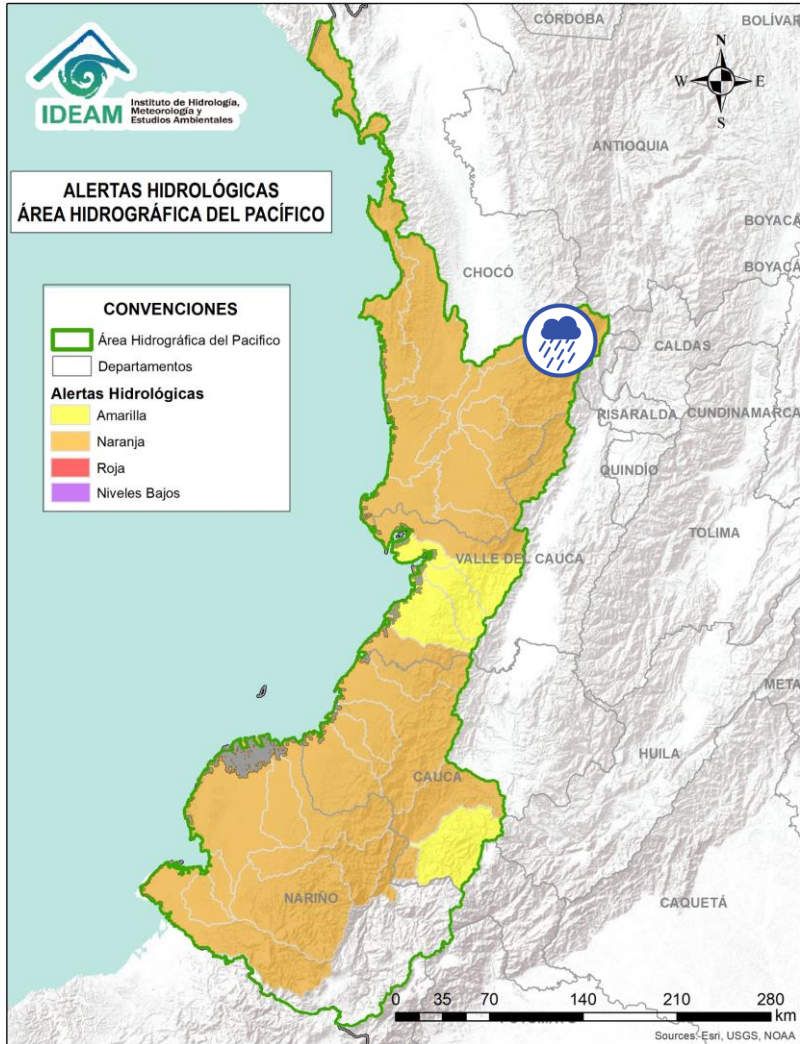 CÓRDOBA
BOLÍVAR
N
W
E
S
IDEAM
Instituto de Hidrología,
Meteorología y
Estudios Ambientales
ANTIOQUIA
ALERTAS HIDROLÓGICAS
ÁREA HIDROGRÁFICA DEL PACÍFICO
BOYACÁ
BOYACÁ
CHOCÓ
CONVENCIONES
Área Hidrográfica del Pacifico
Departamentos
Alertas Hidrológicas
Amarilla
Naranja
Roja
Niveles Bajos
CALDAS
RISARALDA
CUNDINAMARCA
QUINDÍO
TOLIMA
VALLE DEL CAUCA
META
HUILA
CAUCA
NARIÑO
CAQUETÁ
0 35 70 140 210 280
km
Sources: Esri, USGS, NOAA